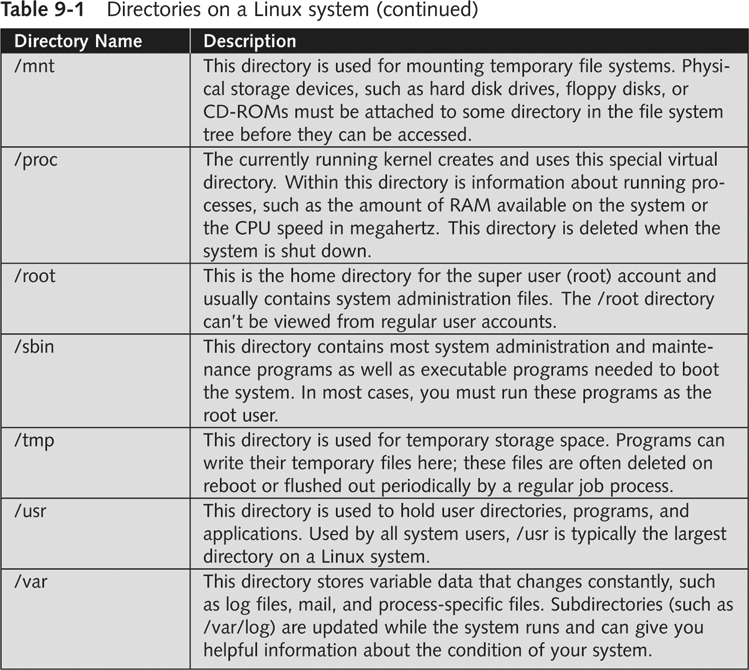 Table 9-1 Directories on a Linux system (continued)
Directory Name Description
/mnt This directory is used for mounting temporary file systems. Physi-
cal storage devices, such as hard disk drives, floppy disks, or
CD-ROMs must be attached to some directory in the file system
tree before they can be accessed.
/proc The currently running kernel creates and uses this special virtual
directory. Within this directory is information about running pro-
cesses, such as the amount of RAM available on the system or
the CPU speed in megahertz. This directory is deleted when the
system is shut down.
/root This is the home directory for the super user (root) account and
usually contains system administration files. The /root directory
can't be viewed from regular user accounts.
/sbin This directory contains most system administration and mainte-
nance programs as well as executable programs needed to boot
the system. In most cases, you must run these programs as the
root user.
/tmp This directory is used for temporary storage space. Programs can
write their temporary files here; these files are often deleted on
reboot or flushed out periodically by a regular job process.
/usr This directory is used to hold user directories, programs, and
applications. Used by all system users, /usr is typically the largest
directory on a Linux system.
/var This directory stores variable data that changes constantly, such
as log files, mail, and process-specific files. Subdirectories (such as
/var/log) are updated while the system runs and can give you
helpful information about the condition of your system.